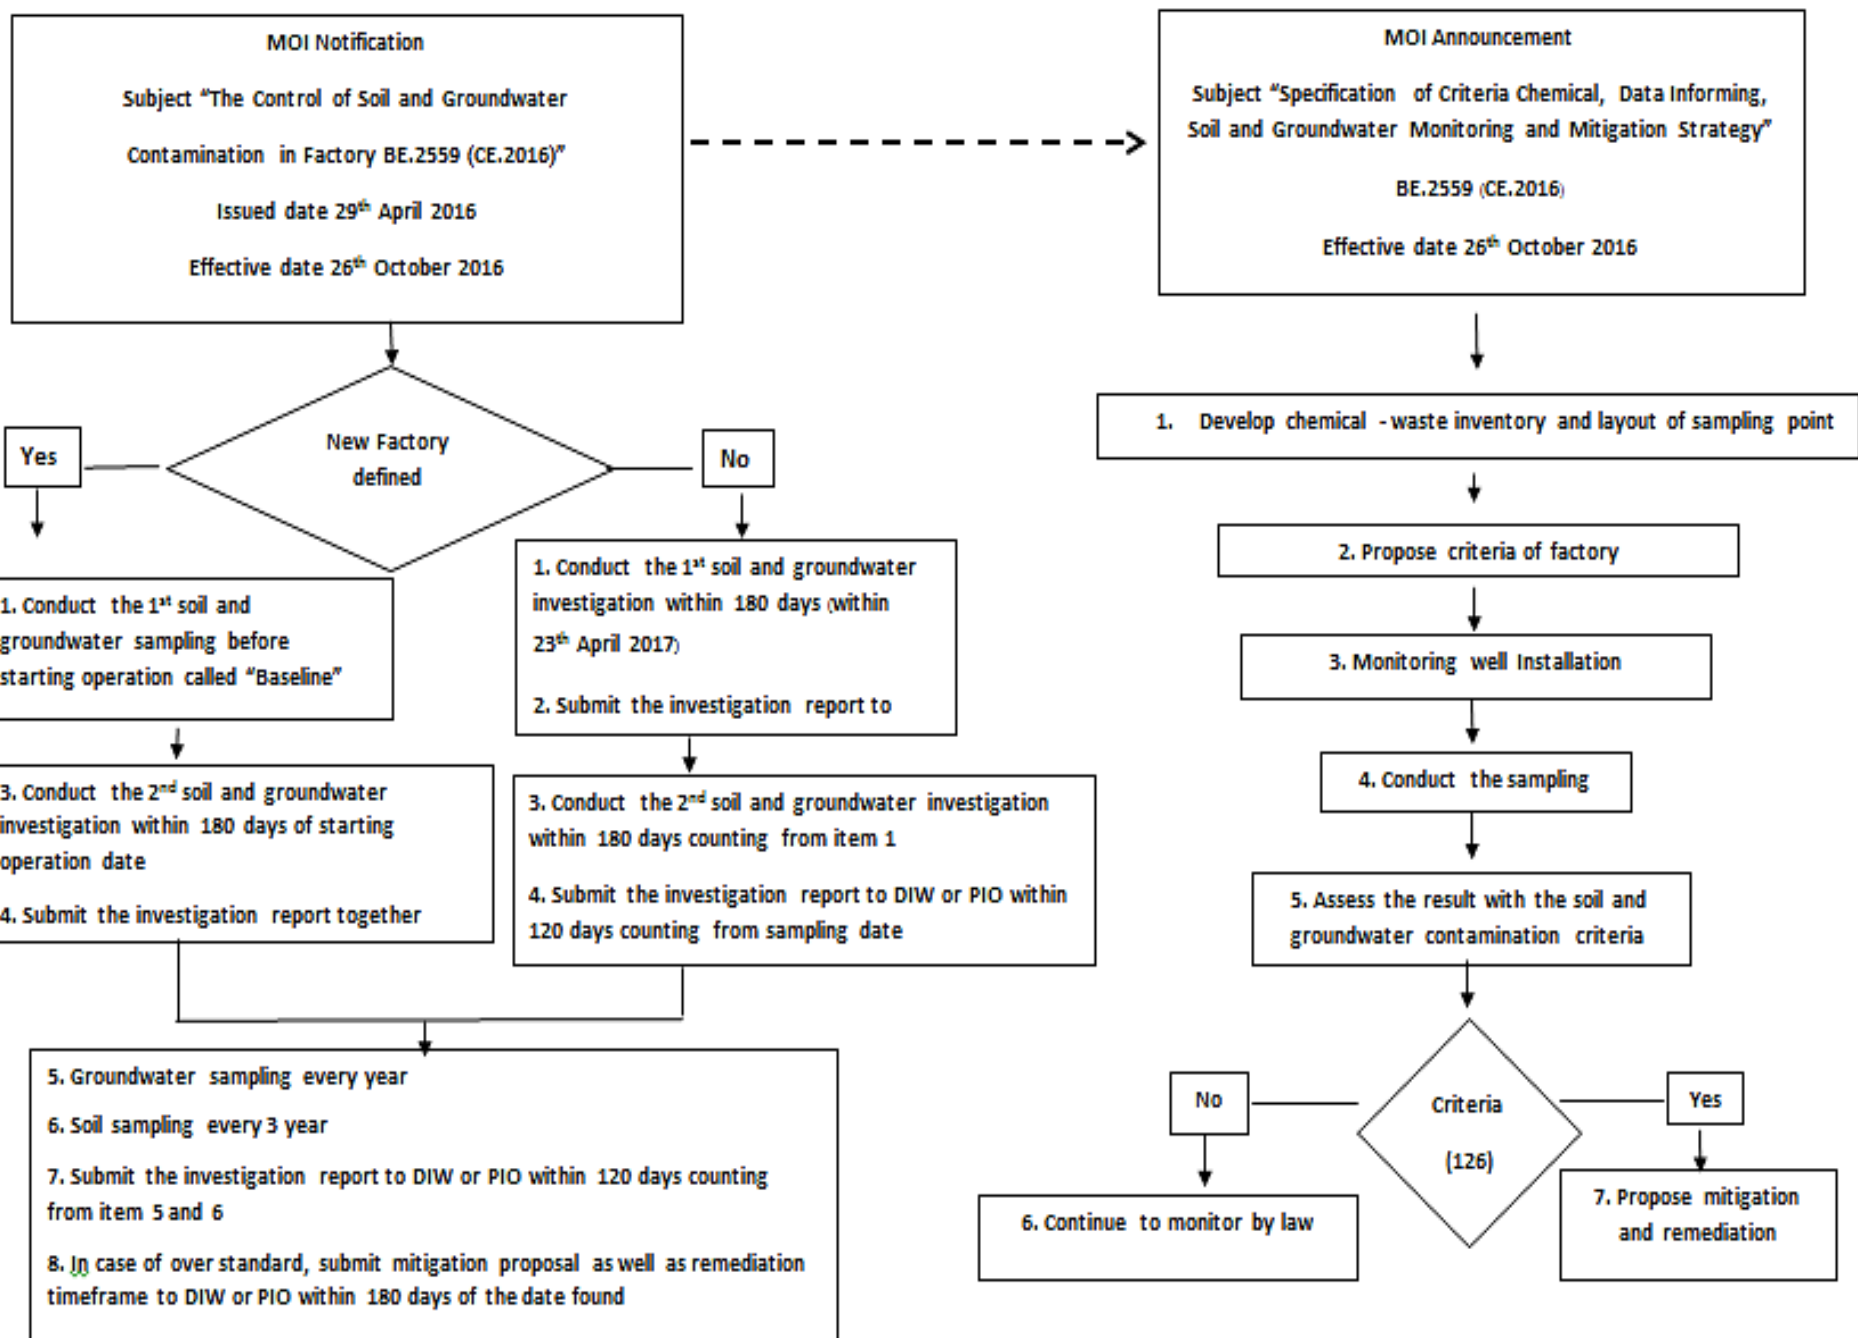 MOI Notification
Subject “The Control of Soil and Groundwater
Contamination in Factory BE.2559 (CE.2016)”
Issued date 29th April 2016
Effective date 26th October 2016
MOI Announcement
Subject “Specification of Criteria Chemical, Data Informing,
Soil and Groundwater Monitoring and Mitigation Strategy”
BE.2559 (CE.2016)
Effective date 26th October 2016
Yes
New Factory
defined
No
1. Conduct the 1st soil and
groundwater sampling before
starting operation called “Baseline”
1. Conduct the 1st soil and groundwater
investigation within 180 days (within
23th April 2017)
2. Submit the investigation report to
3. Conduct the 2nd soil and groundwater
investigation within 180 days of starting
operation date
4. Submit the investigation report together
3. Conduct the 2nd soil and groundwater investigation
within 180 days counting from item 1
4. Submit the investigation report to DIW or PIO within
120 days counting from sampling date
5. Groundwater sampling every year
6. Soil sampling every 3 year
7. Submit the investigation report to DIW or PIO within 120 days counting
from item 5 and 6
8. In case of over standard, submit mitigation proposal as well as remediation
timeframe to DIW or PIO within 180 days of the date found
1. Develop chemical - waste inventory and layout of sampling point
2. Propose criteria of factory
3. Monitoring well Installation
4. Conduct the sampling
5. Assess the result with the soil and
groundwater contamination criteria
No
Criteria
(126)
Yes
6. Continue to monitor by law
7. Propose mitigation
and remediation